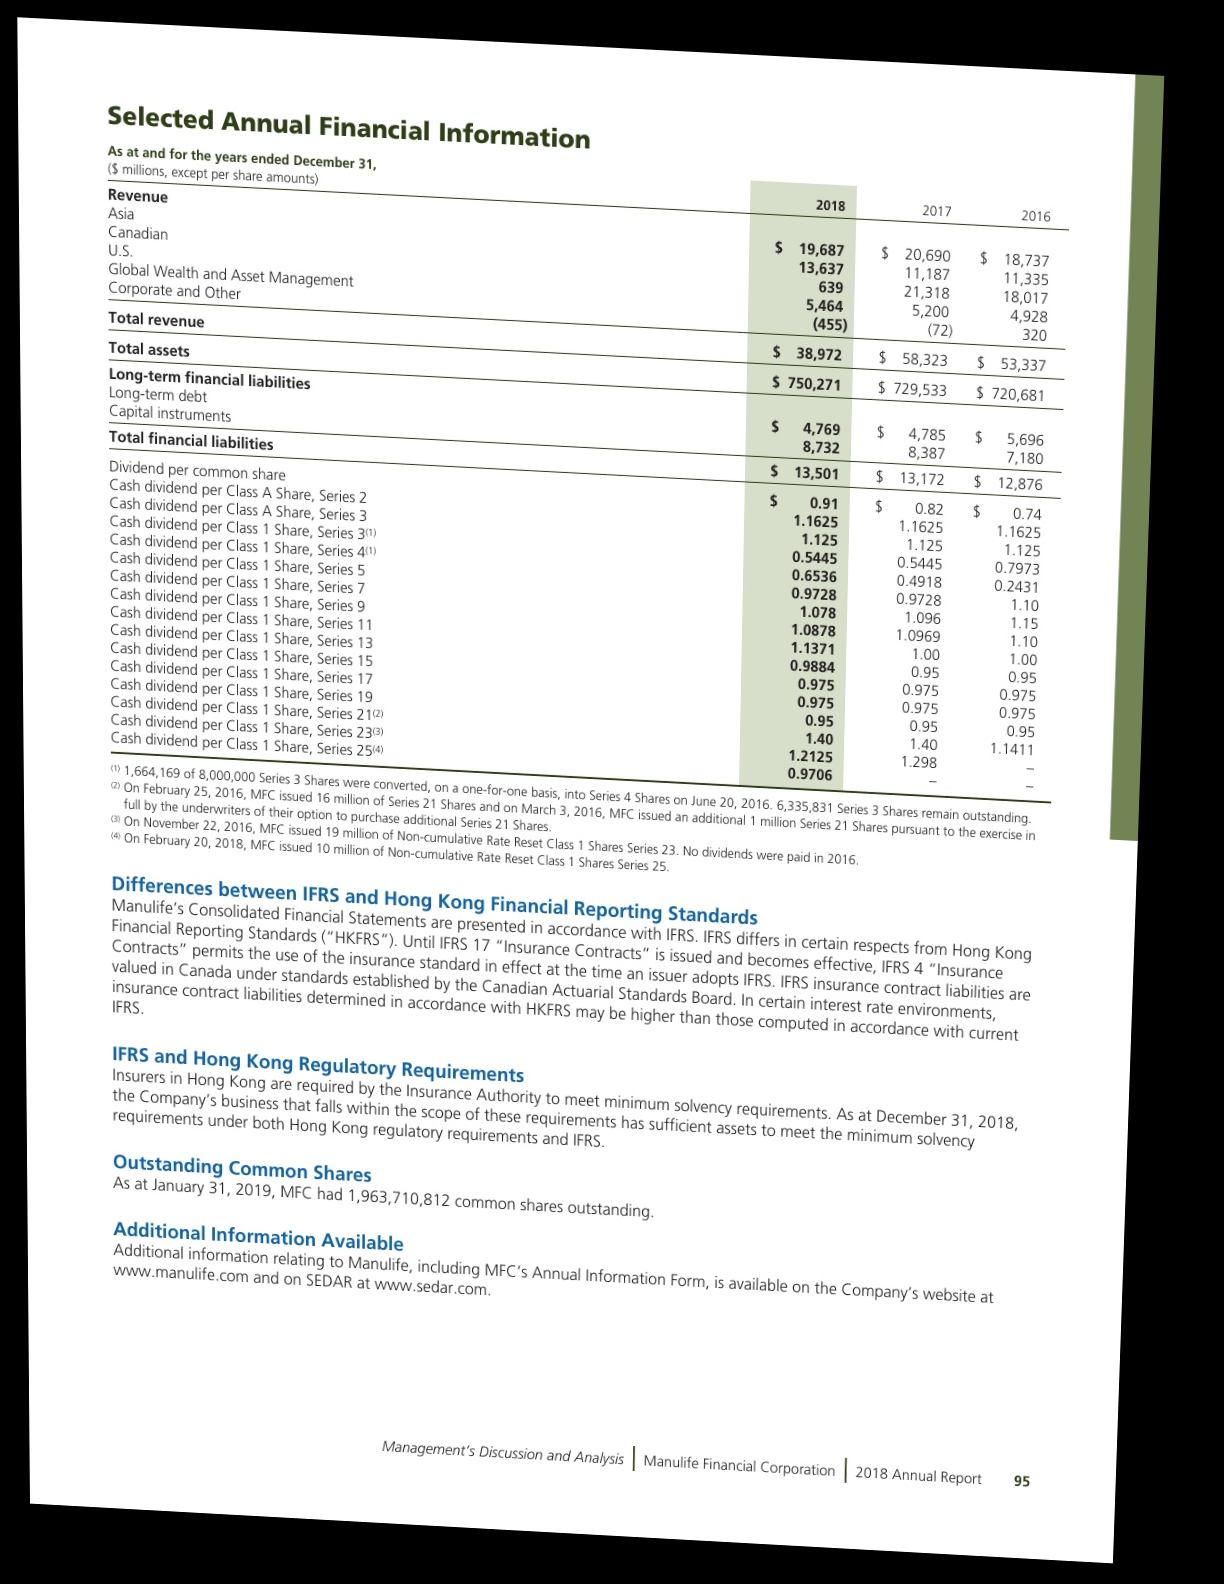 Selected Annual Financial Information
As at and for the years ended December 31,
($ millions, except per share amounts) 2018 2017 2016
Revenue
Asia $ 19,687 $ 20,690 $ 18,737
Canadian 13,637 11,187 11,335
U.S. 639 21,318 18,017
Global Wealth and Asset Management 5,464 5,200 4,928
Corporate and Other (455) (72) 320
Total revenue $ 38,972 $ 58,323 $ 53,337
Total assets $ 750,271 $ 729,533 $ 720,681
Long-term financial liabilities
Long-term debt $ 4,769 $ 4,785 $ 5,696
Capital instruments 8,732 8,387 7,180
Total financial liabilities $ 13,501 $ 13,172 $ 12,876
Dividend per common share $ 0.91 $ 0.82 $ 0.74
Cash dividend per Class A Share, Series 2 1.1625 1.1625 1.1625
Cash dividend per Class A Share, Series 3 1.125 1.125 1.125
Cash dividend per Class 1 Share, Series 3(1) 0.5445 0.5445 0.7973
Cash dividend per Class 1 Share, Series 4(1) 0.6536 0.4918 0.2431
Cash dividend per Class 1 Share, Series 5 0.9728 0.9728 1.10
Cash dividend per Class 1 Share, Series 7 1.078 1.096 1.15
Cash dividend per Class 1 Share, Series 9 1.0878 1.0969 1.10
Cash dividend per Class 1 Share, Series 11 1.1371 1.00 1.00
Cash dividend per Class 1 Share, Series 13 0.9884 0.95 0.95
Cash dividend per Class 1 Share, Series 15 0.975 0.975 0.975
Cash dividend per Class 1 Share, Series 17 0.975 0.975 0.975
Cash dividend per Class 1 Share, Series 19 0.95 0.95 0.95
Cash dividend per Class 1 Share, Series 21(2) 1.40 1.40 1.1411
Cash dividend per Class 1 Share, Series 23(3) 1.2125 1.298 –
Cash dividend per Class 1 Share, Series 25(4) 0.9706 – –
(1) 1,664,169 of 8,000,000 Series 3 Shares were converted, on a one-for-one basis, into Series 4 Shares on June 20, 2016. 6,335,831 Series 3 Shares remain outstanding.
(2) On February 25, 2016, MFC issued 16 million of Series 21 Shares and on March 3, 2016, MFC issued an additional 1 million Series 21 Shares pursuant to the exercise in
full by the underwriters of their option to purchase additional Series 21 Shares.
(3) On November 22, 2016, MFC issued 19 million of Non-cumulative Rate Reset Class 1 Shares Series 23. No dividends were paid in 2016.
(4) On February 20, 2018, MFC issued 10 million of Non-cumulative Rate Reset Class 1 Shares Series 25.
Differences between IFRS and Hong Kong Financial Reporting Standards
Manulife's Consolidated Financial Statements are presented in accordance with IFRS. IFRS differs in certain respects from Hong Kong
Financial Reporting Standards ("HKFRS"). Until IFRS 17 "Insurance Contracts" is issued and becomes effective, IFRS 4 "Insurance
Contracts" permits the use of the insurance standard in effect at the time an issuer adopts IFRS. IFRS insurance contract liabilities are
valued in Canada under standards established by the Canadian Actuarial Standards Board. In certain interest rate environments,
insurance contract liabilities determined in accordance with HKFRS may be higher than those computed in accordance with current
IFRS.
IFRS and Hong Kong Regulatory Requirements
Insurers in Hong Kong are required by the Insurance Authority to meet minimum solvency requirements. As at December 31, 2018,
the Company's business that falls within the scope of these requirements has sufficient assets to meet the minimum solvency
requirements under both Hong Kong regulatory requirements and IFRS.
Outstanding Common Shares
As at January 31, 2019, MFC had 1,963,710,812 common shares outstanding.
Additional Information Available
Additional information relating to Manulife, including MFC's Annual Information Form, is available on the Company's website at
www.manulife.com and on SEDAR at www.sedar.com.
Management's Discussion and Analysis | Manulife Financial Corporation | 2018 Annual Report 95